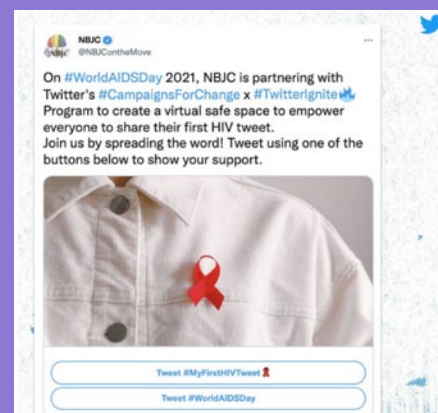 NBJC
@NBJContheMove
On #WorldAIDSDay 2021, NBJC is partnering with
Twitter's #CampaignsForChange x #TwitterIgnite
Program to create a virtual safe space to empower
everyone to share their first HIV tweet.
Join us by spreading the word! Tweet using one of the
buttons below to show your support.
Tweet #MyFirstHIVTweet
Tweet #WorldAIDSDay